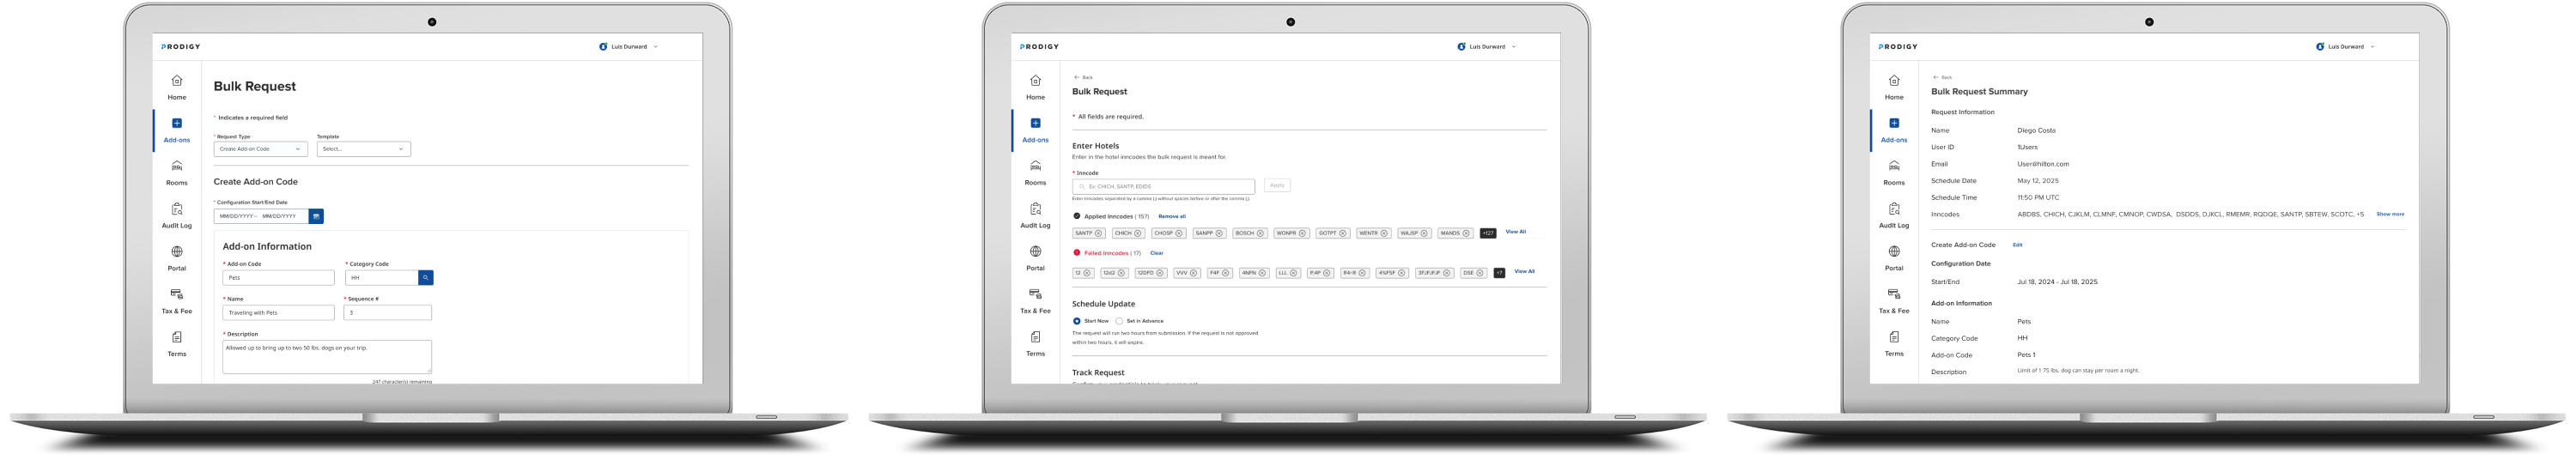 PRODIGY
Luis Durward
Home
Add-ons
Rooms
Audit Log
Portal
Tax & Fee
Terms
Bulk Request
* Indicates a required field
* Request Type
Template
Create Add-on Code
Select...
Create Add-on Code
* Configuration Start/End Date
MM/DD/YYYY – MM/DD/YYYY
Add-on Information
* Add-on Code
* Category Code
Pets
HH
* Name
* Sequence #
Traveling with Pets
3
* Description
Allowed up to bring up to two 50 lbs. dogs on your trip.
247 character(s) remaining
PRODIGY
Luis Durward
Home
Add-ons
Rooms
Audit Log
Portal
Tax & Fee
Terms
Back
Bulk Request
* All fields are required.
Enter Hotels
Enter in the hotel inncodes the bulk request is meant for.
* Inncode
Ex: CHICH, SANTP, EDIDS
Apply
Enter inncodes separated by a comma (,) without spaces before or after the comma (,).
Applied Inncodes ( 157) Remove all
SANTP CHICH CHOSP SANPP BOSCH WONPR GOTPT WENTR WAJSP MANDS +127 View All
Failed Inncodes ( 17) Clear
12 12d2 120FD VVV F4F 4NFN LLL P,4P R4-R 4%FSF 3FJFJFJF DSE +7 View All
Schedule Update
Start Now Set in Advance
The request will run two hours from submission. If the request is not approved
within two hours, it will expire.
Track Request
PRODIGY
Luis Durward
Home
Add-ons
Rooms
Audit Log
Portal
Tax & Fee
Terms
Back
Bulk Request Summary
Request Information
Name Diego Costa
User ID 1Users
Email User@hilton.com
Schedule Date May 12, 2025
Schedule Time 11:50 PM UTC
Inncodes ABDBS, CHICH, CJKLM, CLMNF, CMNOP, CWDSA, DSDDS, DJKCL, RMEMR, RQDQE, SANTP, SBTEW, SCOTC, +5 Show more
Create Add-on Code Edit
Configuration Date
Start/End Jul 18, 2024 - Jul 18, 2025
Add-on Information
Name Pets
Category Code HH
Add-on Code Pets 1
Description Limit of 1 75 lbs. dog can stay per room a night.